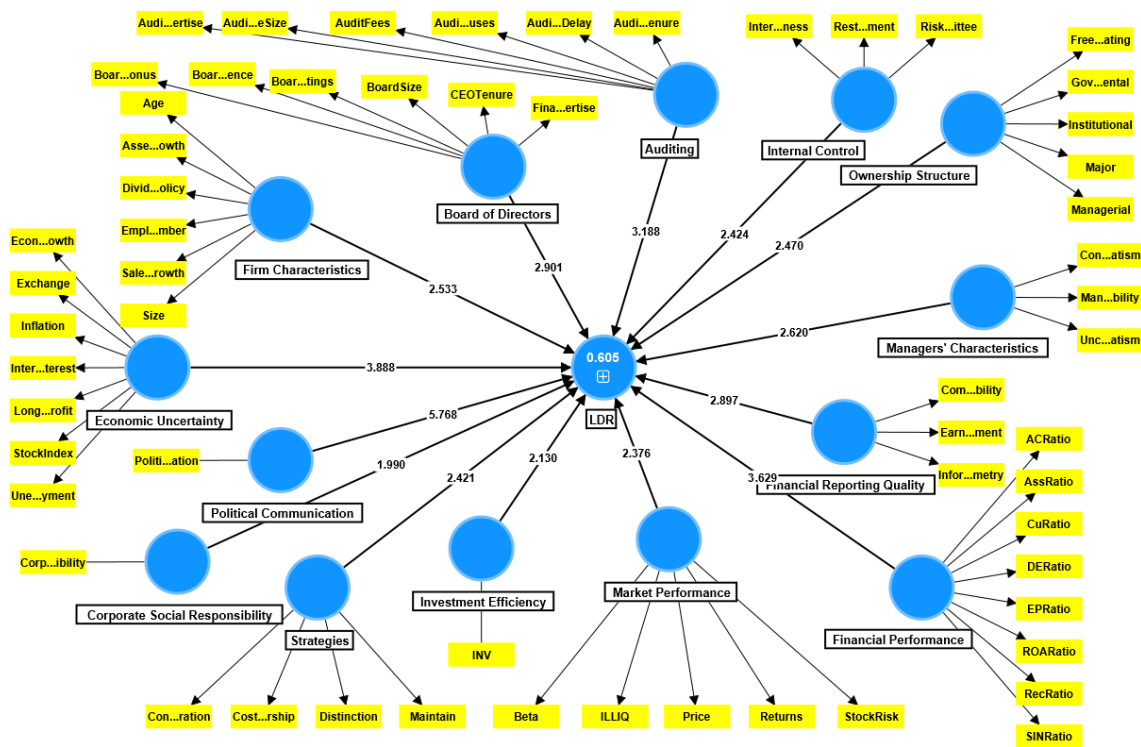 Audi...ertise
Audi...eSize
AuditFees
Audi...uses
Audi...Delay
Audi...enure
Inter...ness
Rest...ment
Risk...ittee
Free...ating
Gov...ental
Institutional
Major
Managerial
Boar...onus
Boar...ence
Boar...tings
BoardSize
CEOTenure
Fina...ertise
Age
Asse...owth
Divid...olicy
Empl...mber
Sale...rowth
Size
Auditing
Internal Control
Ownership Structure
Board of Directors
Firm Characteristics
3.188
2.424
2.470
2.901
2.533
Econ...owth
Exchange
Inflation
Inter...terest
Long...rofit
StockIndex
Une...yment
Economic Uncertainty
3.888
0.605
LDR
2.620
Managers' Characteristics
Con...atism
Man...bility
Unc...atism
Politi...ation
Political Communication
5.768
1.990
2.421
2.130
2.376
2.897
3.629
Financial Reporting Quality
Com...bility
Earn...ment
Infor...metry
ACRatio
AssRatio
CuRatio
DERatio
EPRatio
ROARatio
RecRatio
SINRatio
Corp...ibility
Corporate Social Responsibility
Strategies
Investment Efficiency
Market Performance
Financial Performance
INV
Con...ration
Cost...rship
Distinction
Maintain
Beta
ILLIQ
Price
Returns
StockRisk